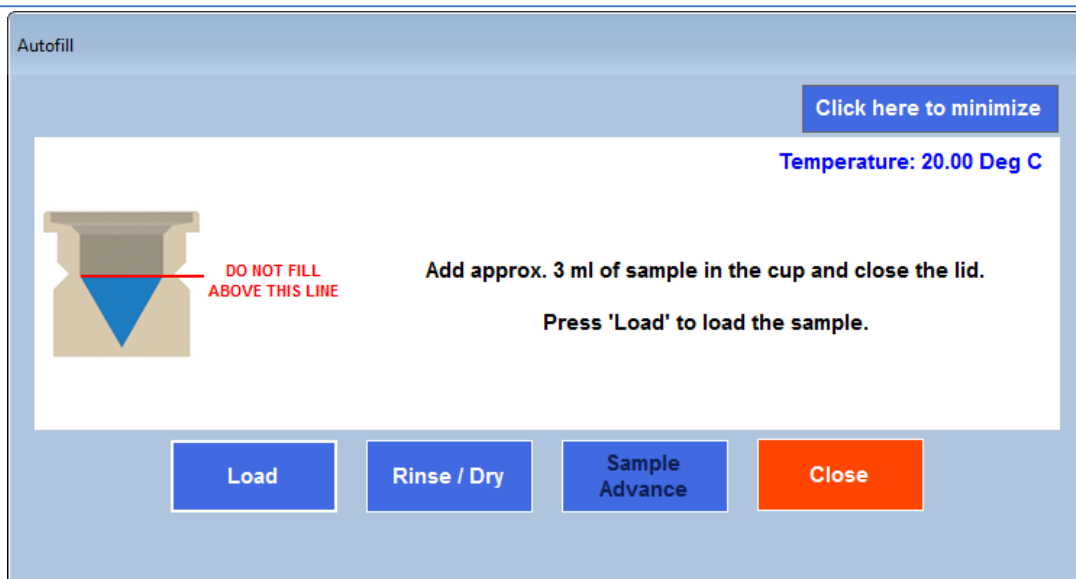 Autofill
Click here to minimize
Temperature: 20.00 Deg C
DO NOT FILL
ABOVE THIS LINE
Add approx. 3 ml of sample in the cup and close the lid.
Press 'Load' to load the sample.
Load
Rinse / Dry
Sample
Advance
Close